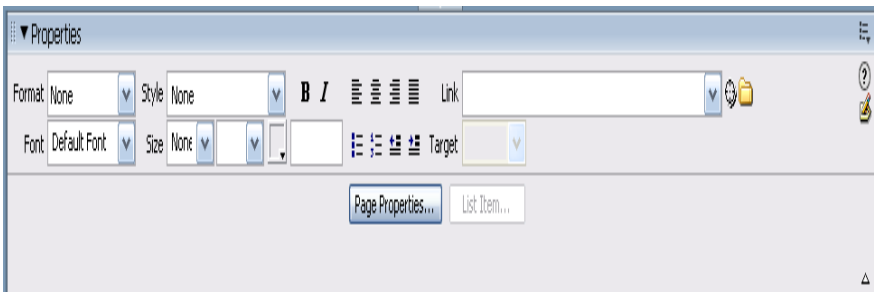 Properties
Format None Style None B I Link
Font Default Font Size None Target
Page Properties... List Item...